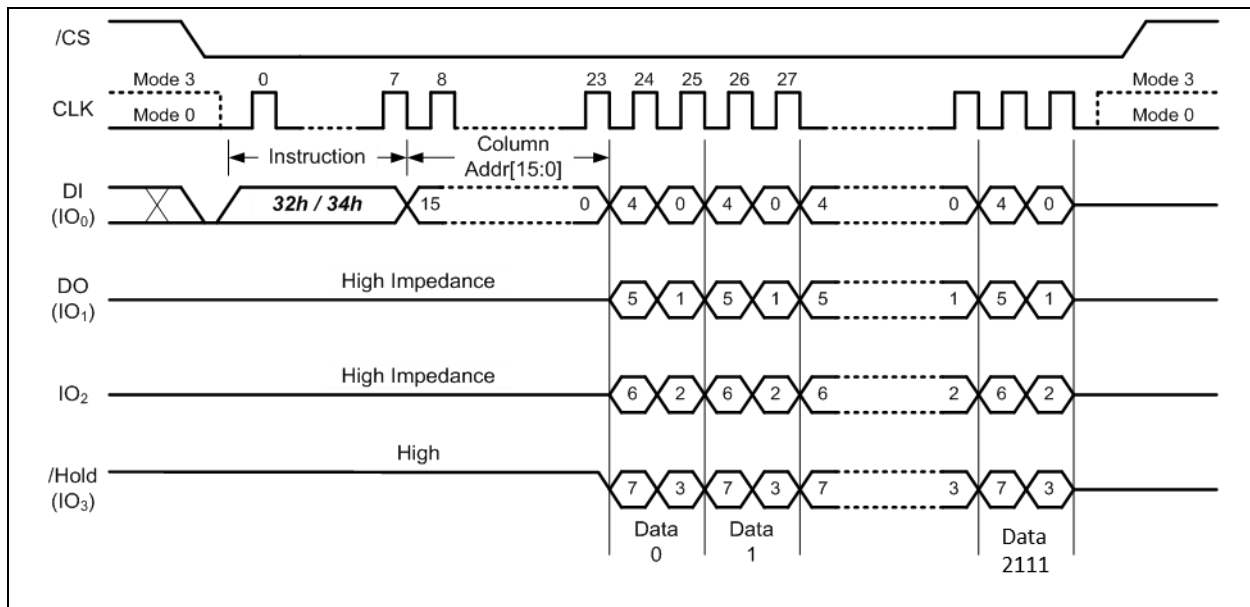 /CS
Mode 3 0 7 8 23 24 25 26 27 Mode 3
CLK
Mode 0 Mode 0
Instruction
Column
Addr[15:0]
DI
(IO0)
32h / 34h 15 0 4 0 4 0 4 0 4 0
High Impedance
DO
(IO1)
5 1 5 1 5 1 5 1
High Impedance
IO2
6 2 6 2 6 2 6 2
High
/Hold
(IO3)
7 3 7 3 7 3 7 3
Data
0
Data
1
Data
2111